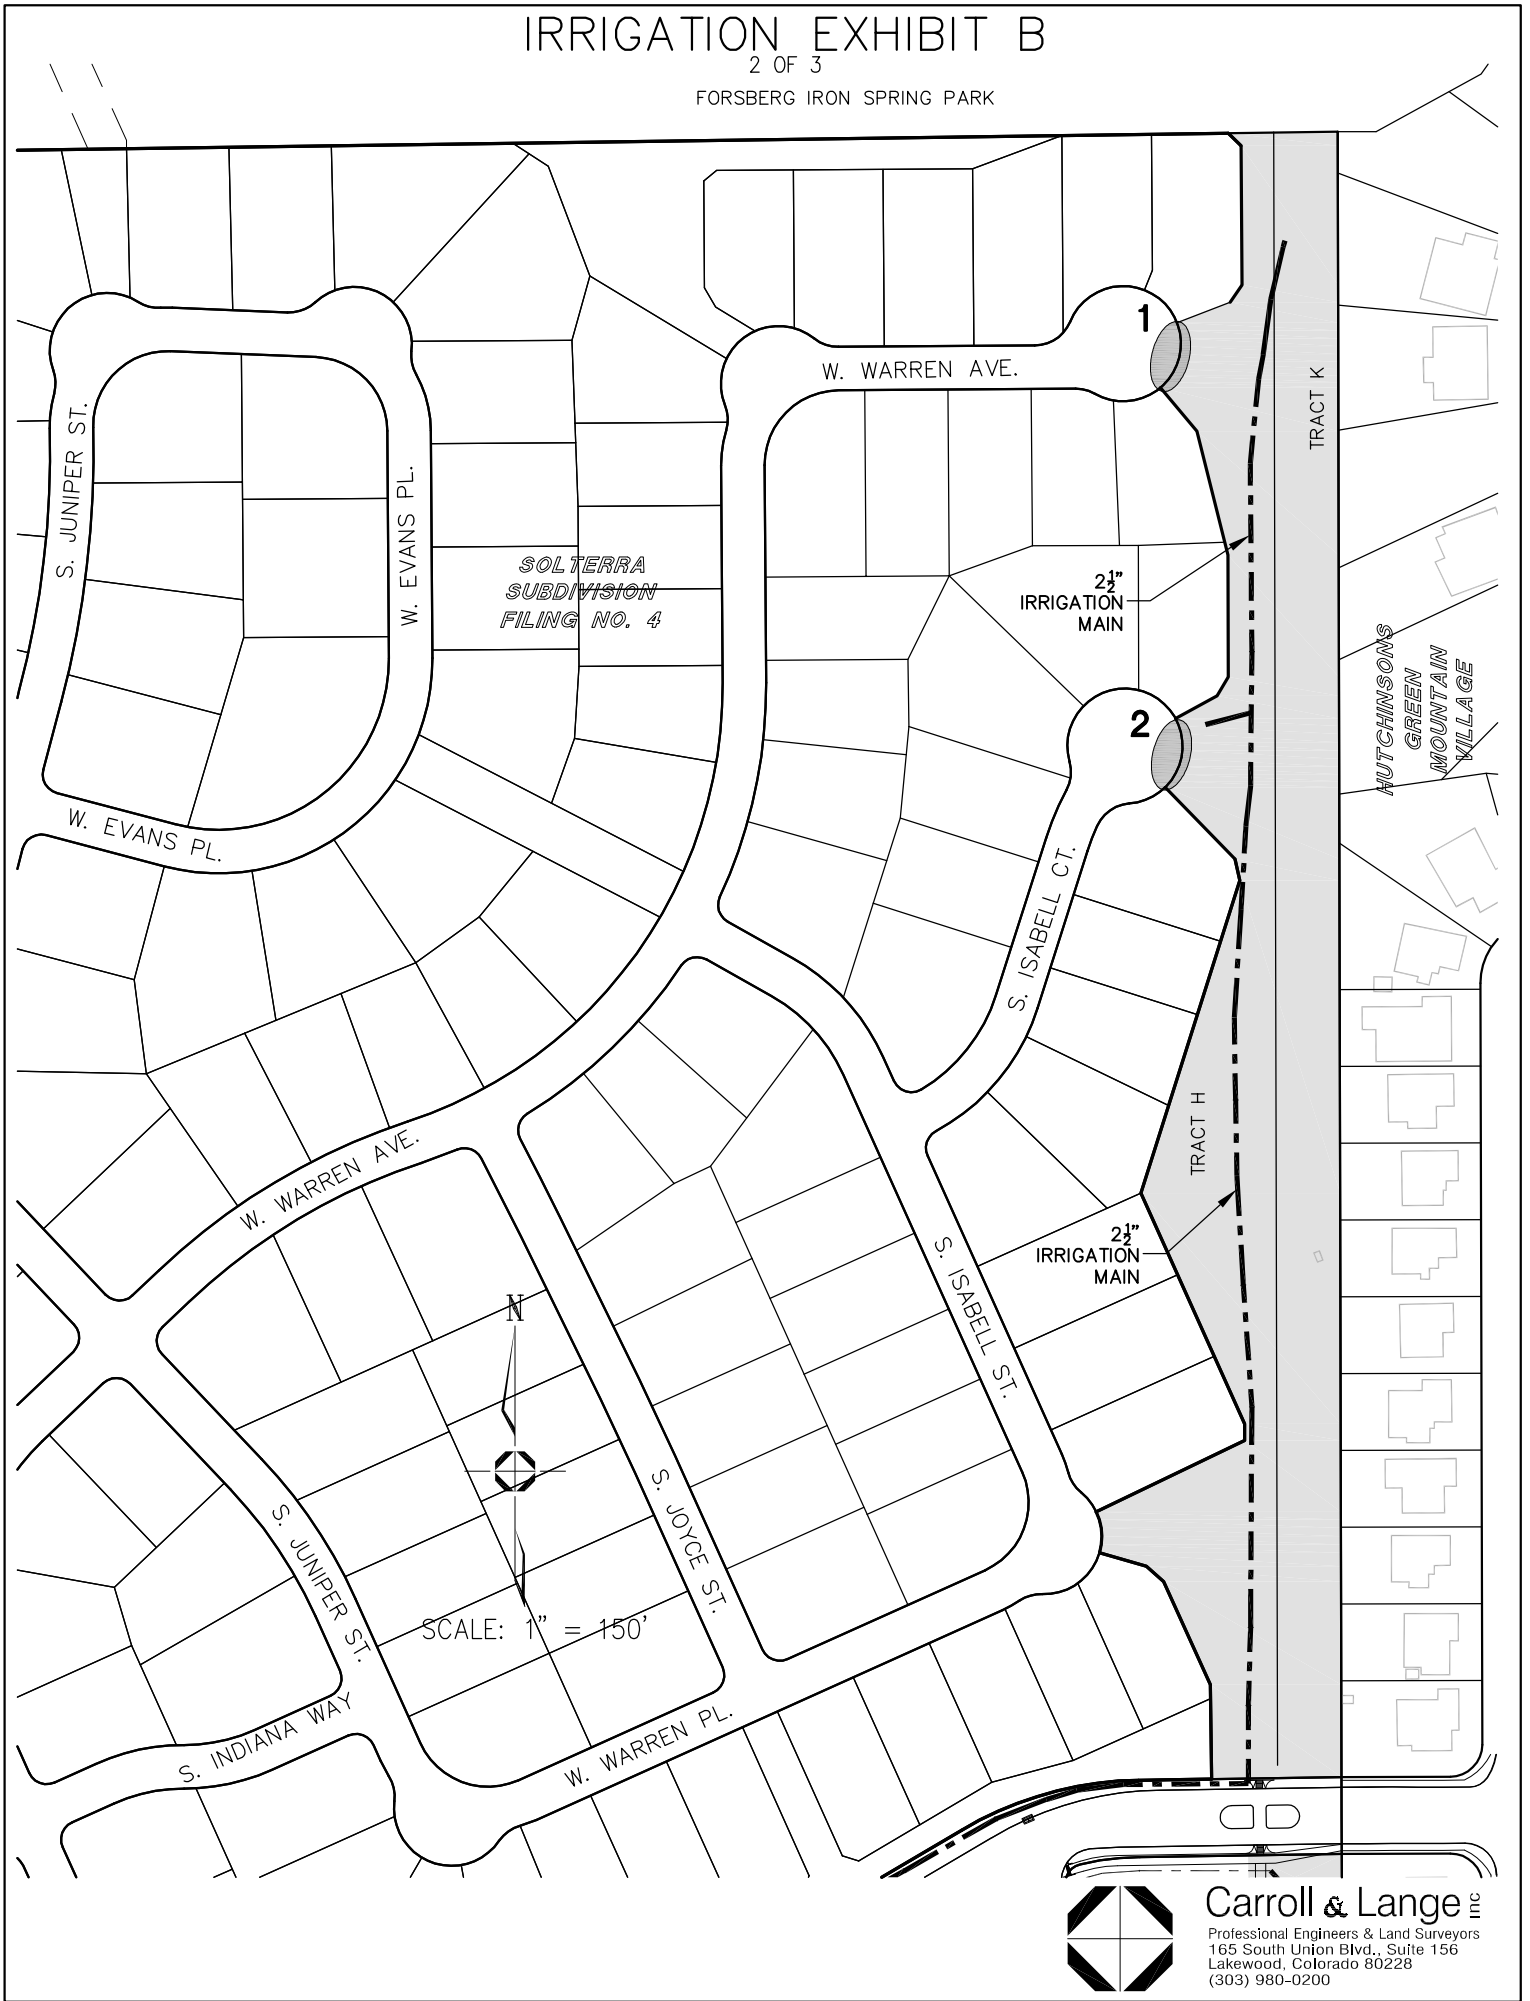 IRRIGATION EXHIBIT B
2 OF 3
FORSBERG IRON SPRING PARK
1
W. WARREN AVE.
TRACT K
S. JUNIPER ST.
W. EVANS PL.
SOLTERRA
SUBDIVISION
FILING NO. 4
2½"
IRRIGATION
MAIN
HUTCHINSONS
GREEN
MOUNTAIN
VILLAGE
2
W. EVANS PL.
S. ISABELL CT.
TRACT H
W. WARREN AVE.
2½"
IRRIGATION
MAIN
S. ISABELL ST.
N
S. JUNIPER ST.
S. JOYCE ST.
SCALE: 1" = 150'
S. INDIANA WAY
W. WARREN PL.
Carroll & Lange Inc
Professional Engineers & Land Surveyors
165 South Union Blvd., Suite 156
Lakewood, Colorado 80228
(303) 980-0200